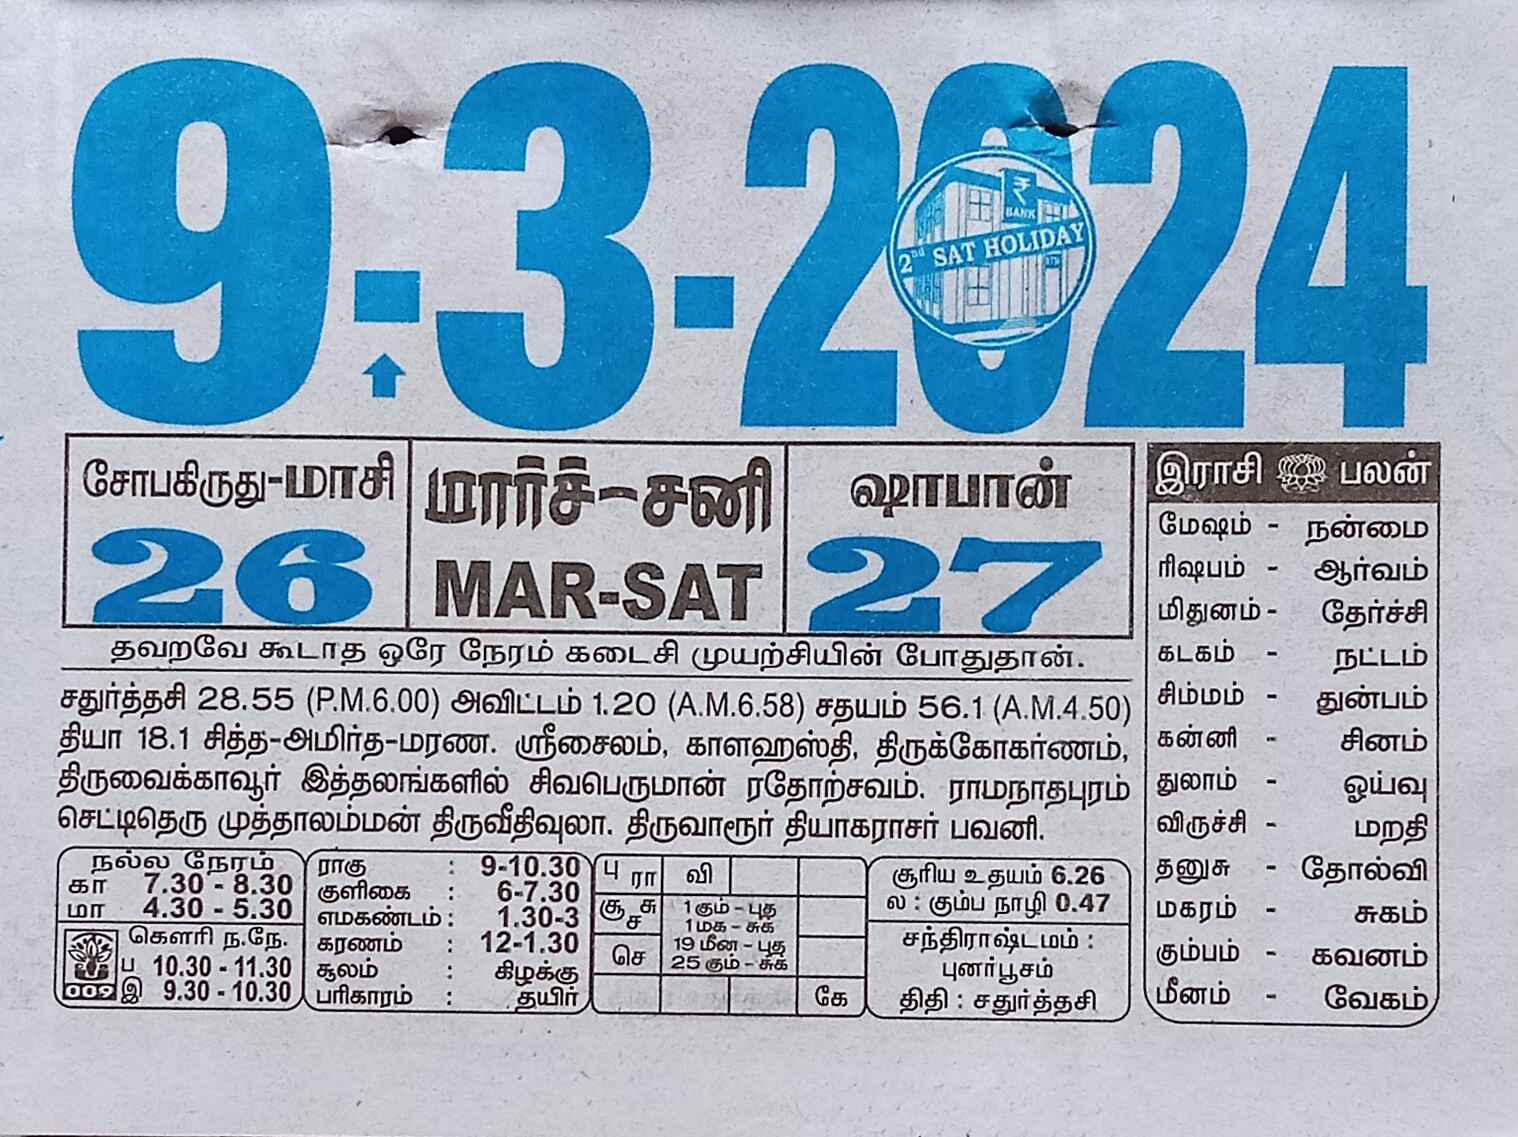 9-3-2024
₹
BANK
2nd SAT HOLIDAY
சோபகிருது-மாசி
26
மார்ச்-சனி
MAR-SAT
ஷாபான்
27
தவறவே கூடாத ஒரே நேரம் கடைசி முயற்சியின் போதுதான்.
சதுர்த்தசி 28.55 (P.M.6.00) அவிட்டம் 1.20 (A.M.6.58) சதயம் 56.1 (A.M.4.50)
தியா 18.1 சித்த-அமிர்த-மரண. ஸ்ரீசைலம், காளஹஸ்தி, திருக்கோகர்ணம்,
திருவைக்காவூர் இத்தலங்களில் சிவபெருமான் ரதோற்சவம். ராமநாதபுரம்
செட்டிதெரு முத்தாலம்மன் திருவீதிவுலா. திருவாரூர் தியாகராசர் பவனி.
நல்ல நேரம்
கா 7.30 - 8.30
மா 4.30 - 5.30
கௌரி ந.நே.
ப 10.30 - 11.30
இ 9.30 - 10.30
009
ராகு : 9-10.30
குளிகை : 6-7.30
எமகண்டம் : 1.30-3
கரணம் : 12-1.30
சூலம் : கிழக்கு
பரிகாரம் : தயிர்
பு ரா வி
சூ சு ச
செ
1 கும் - புத
1 மக - சுக்
19 மீன - புத
25 கும் - சுக்
கே
சூரிய உதயம் 6.26
ல : கும்ப நாழி 0.47
சந்திராஷ்டமம் :
புனர்பூசம்
திதி : சதுர்த்தசி
இராசி பலன்
மேஷம் - நன்மை
ரிஷபம் - ஆர்வம்
மிதுனம் - தேர்ச்சி
கடகம் - நட்டம்
சிம்மம் - துன்பம்
கன்னி - சினம்
துலாம் - ஓய்வு
விருச்சி - மறதி
தனுசு - தோல்வி
மகரம் - சுகம்
கும்பம் - கவனம்
மீனம் - வேகம்